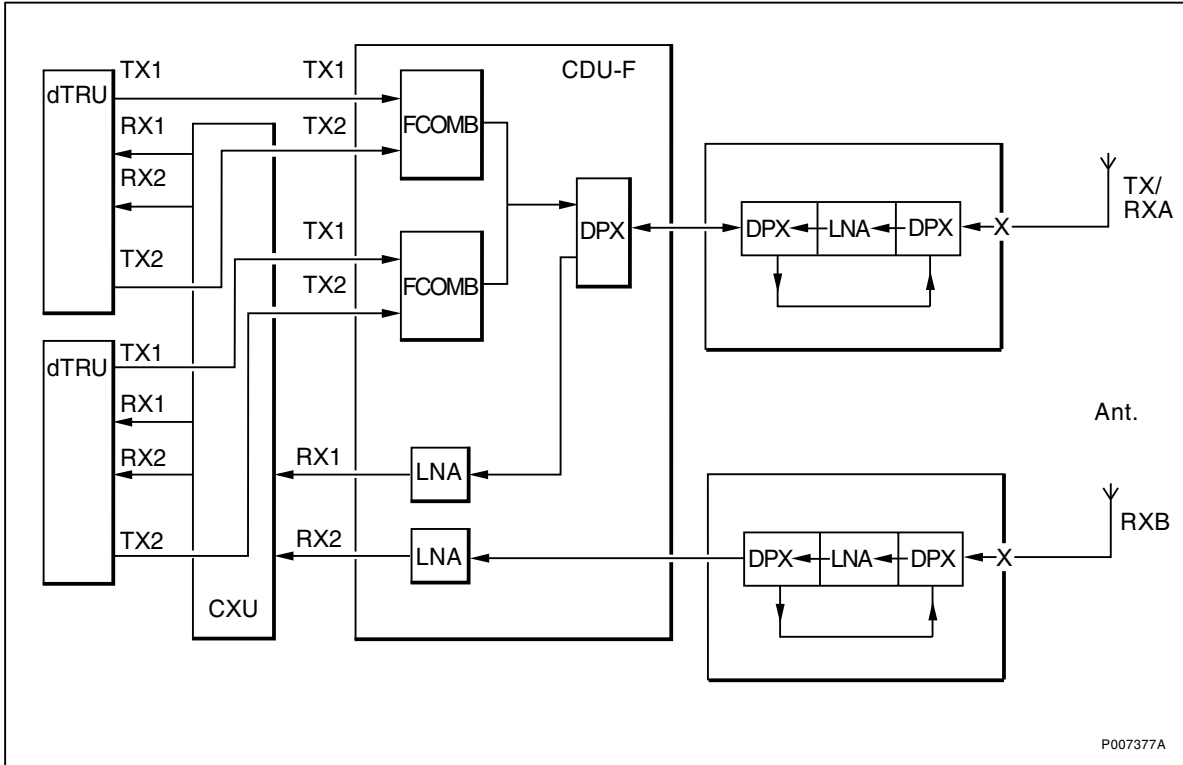 TX1
TX1
CDU-F
dTRU
RX1
TX2
FCOMB
RX2
TX/
RXA
DPX
DPX
LNA
DPX
X
TX2
TX1
TX2
FCOMB
dTRU
TX1
RX1
Ant.
RX2
RX1
LNA
RXB
TX2
RX2
LNA
DPX
LNA
DPX
X
CXU
P007377A